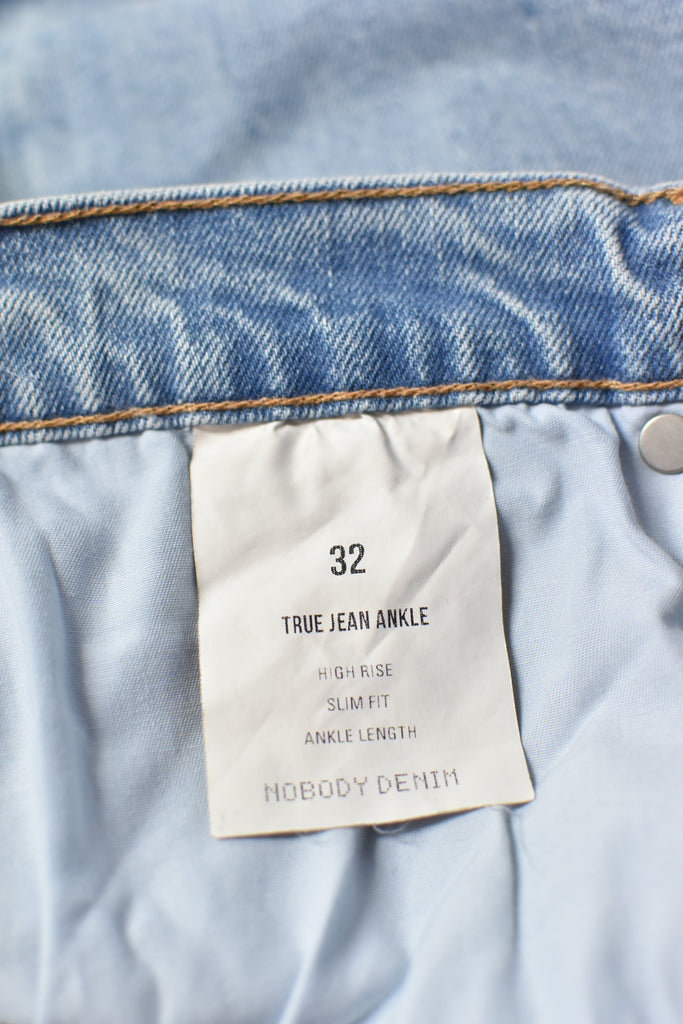 32
TRUE JEAN ANKLE
HIGH RISE
SLIM FIT
ANKLE LENGTH
NOBODY DENIM